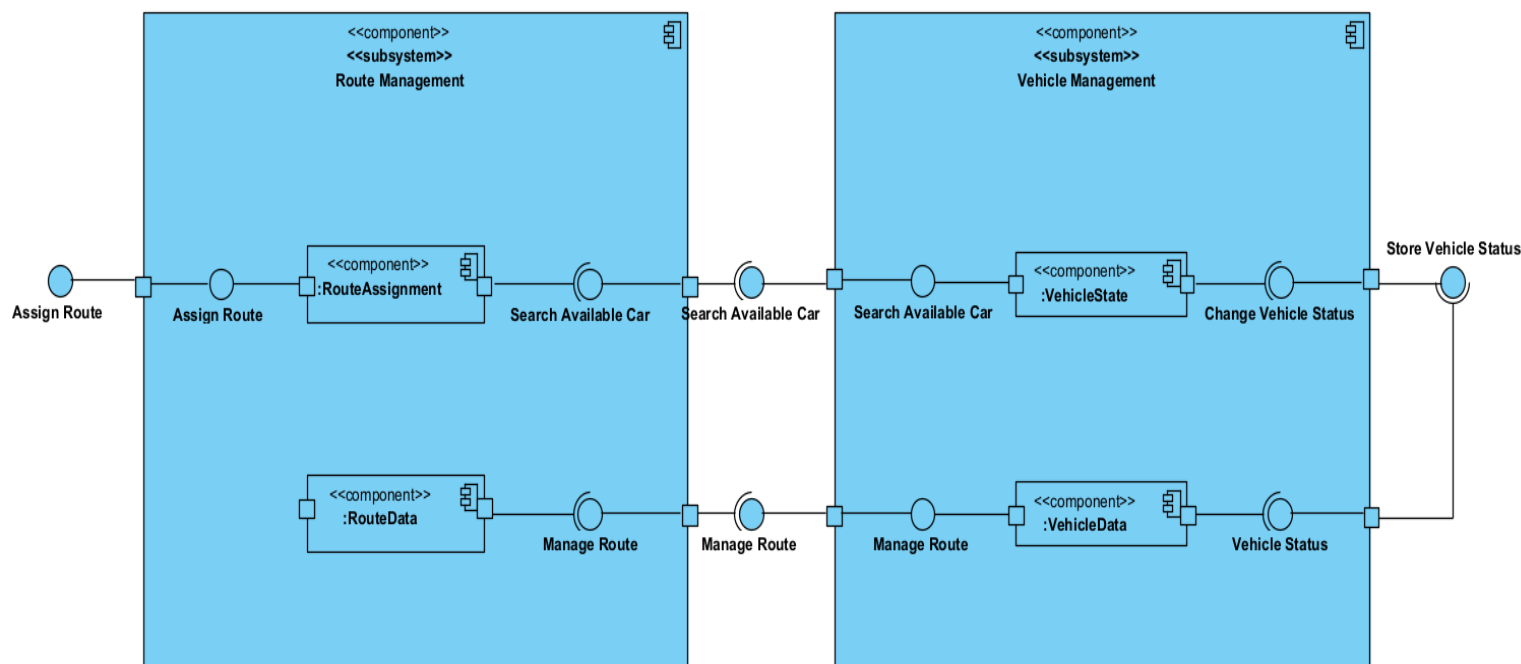 <<component>>
<<subsystem>>
Route Management
<<component>>
<<subsystem>>
Vehicle Management
Assign Route
Assign Route
<<component>>
:RouteAssignment
Search Available Car
Search Available Car
Search Available Car
<<component>>
:VehicleState
Change Vehicle Status
Store Vehicle Status
<<component>>
:RouteData
Manage Route
Manage Route
Manage Route
<<component>>
:VehicleData
Vehicle Status